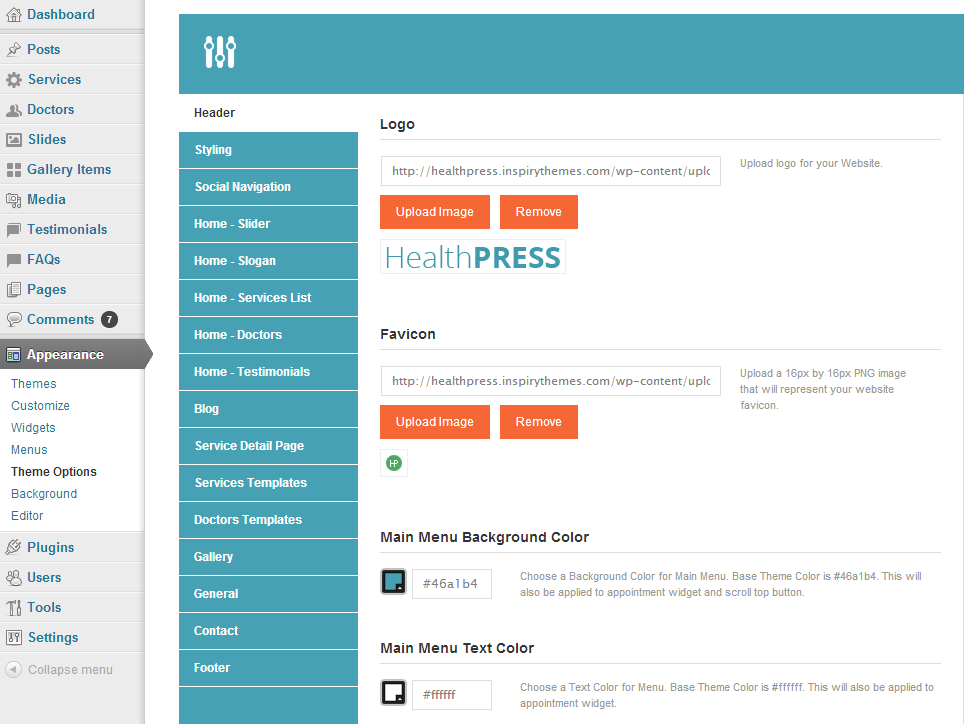 Dashboard
Posts
Services
Doctors
Slides
Gallery Items
Media
Testimonials
FAQs
Pages
Comments 7
Appearance
Themes
Customize
Widgets
Menus
Theme Options
Background
Editor
Plugins
Users
Tools
Settings
Collapse menu
Header
Styling
Social Navigation
Home - Slider
Home - Slogan
Home - Services List
Home - Doctors
Home - Testimonials
Blog
Service Detail Page
Services Templates
Doctors Templates
Gallery
General
Contact
Footer
Logo
http://healthpress.inspirythemes.com/wp-content/uplo
Upload logo for your Website.
Upload Image
Remove
HealthPRESS
Favicon
http://healthpress.inspirythemes.com/wp-content/uplo
Upload a 16px by 16px PNG image
that will represent your website
favicon.
Upload Image
Remove
HP
Main Menu Background Color
#46a1b4
Choose a Background Color for Main Menu. Base Theme Color is #46a1b4. This will
also be applied to appointment widget and scroll top button.
Main Menu Text Color
#ffffff
Choose a Text Color for Menu. Base Theme Color is #ffffff. This will also be applied to
appointment widget.